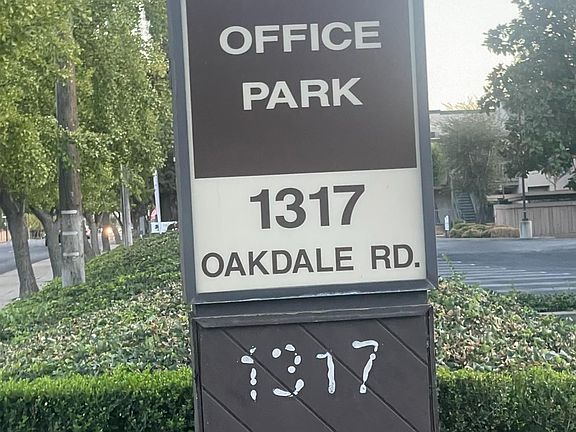 OFFICE
PARK
1317
OAKDALE RD.
1317